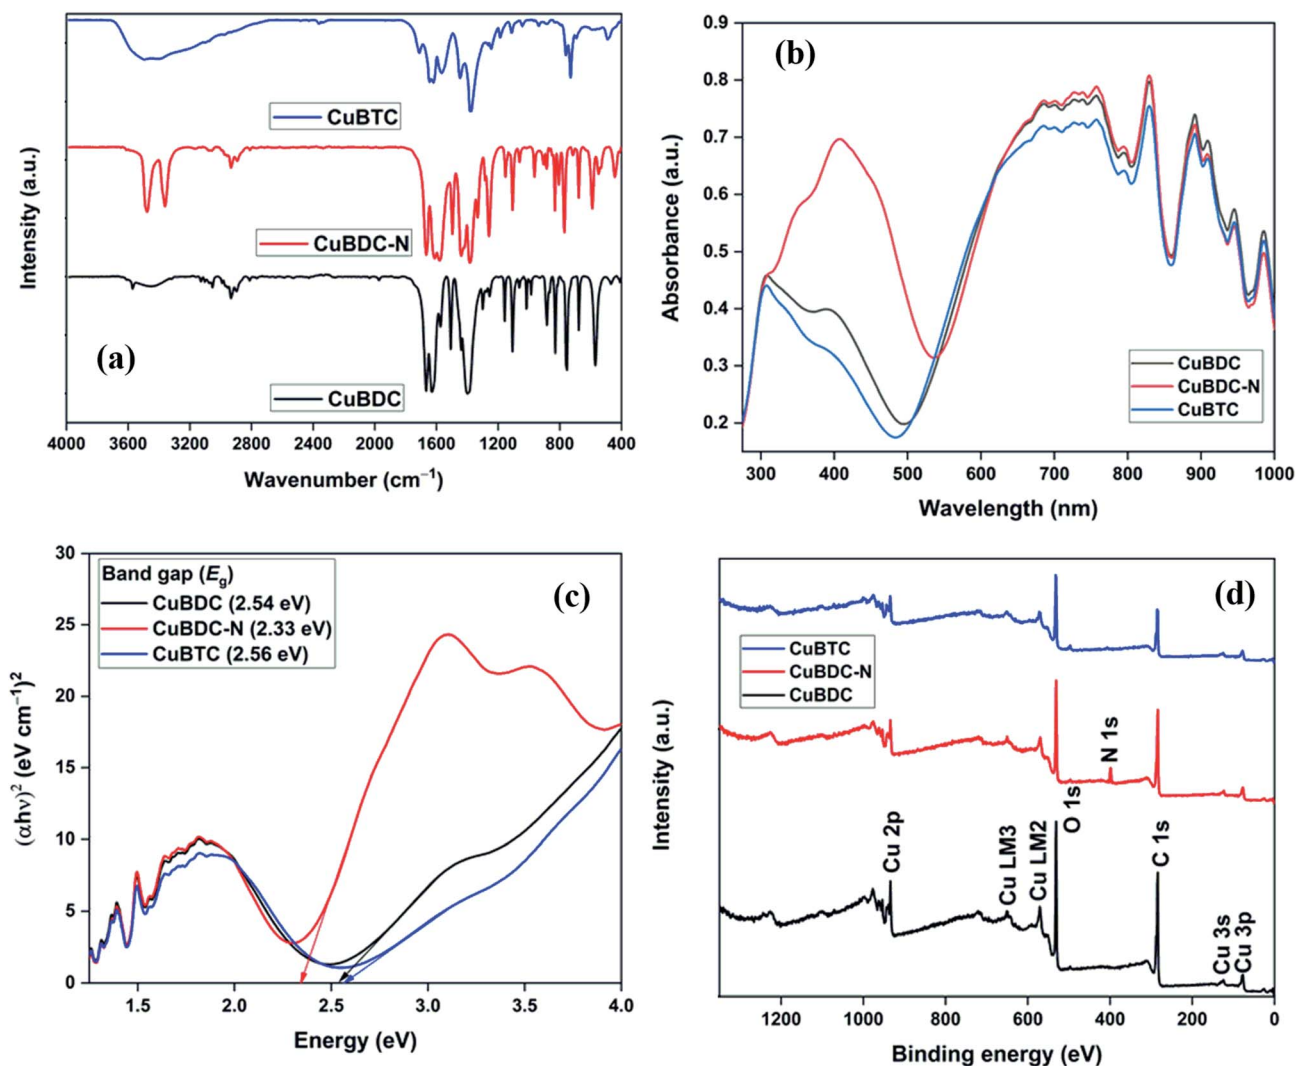 CuBTC
CuBDC-N
CuBDC
(a)
Intensity (a.u.)
4000 3600 3200 2800 2400 2000 1600 1200 800 400
Wavenumber (cm⁻¹)
(b)
0.9
0.8
0.7
0.6
0.5
0.4
0.3
0.2
Absorbance (a.u.)
CuBDC
CuBDC-N
CuBTC
300 400 500 600 700 800 900 1000
Wavelength (nm)
30
25
20
15
10
5
0
(αhν)² (eV cm⁻¹)²
Band gap (Eg)
CuBDC (2.54 eV)
CuBDC-N (2.33 eV)
CuBTC (2.56 eV)
(c)
1.5 2.0 2.5 3.0 3.5 4.0
Energy (eV)
(d)
Intensity (a.u.)
CuBTC
CuBDC-N
CuBDC
Cu 2p
Cu LM3
Cu LM2
O 1s
N 1s
C 1s
Cu 3s
Cu 3p
1200 1000 800 600 400 200 0
Binding energy (eV)